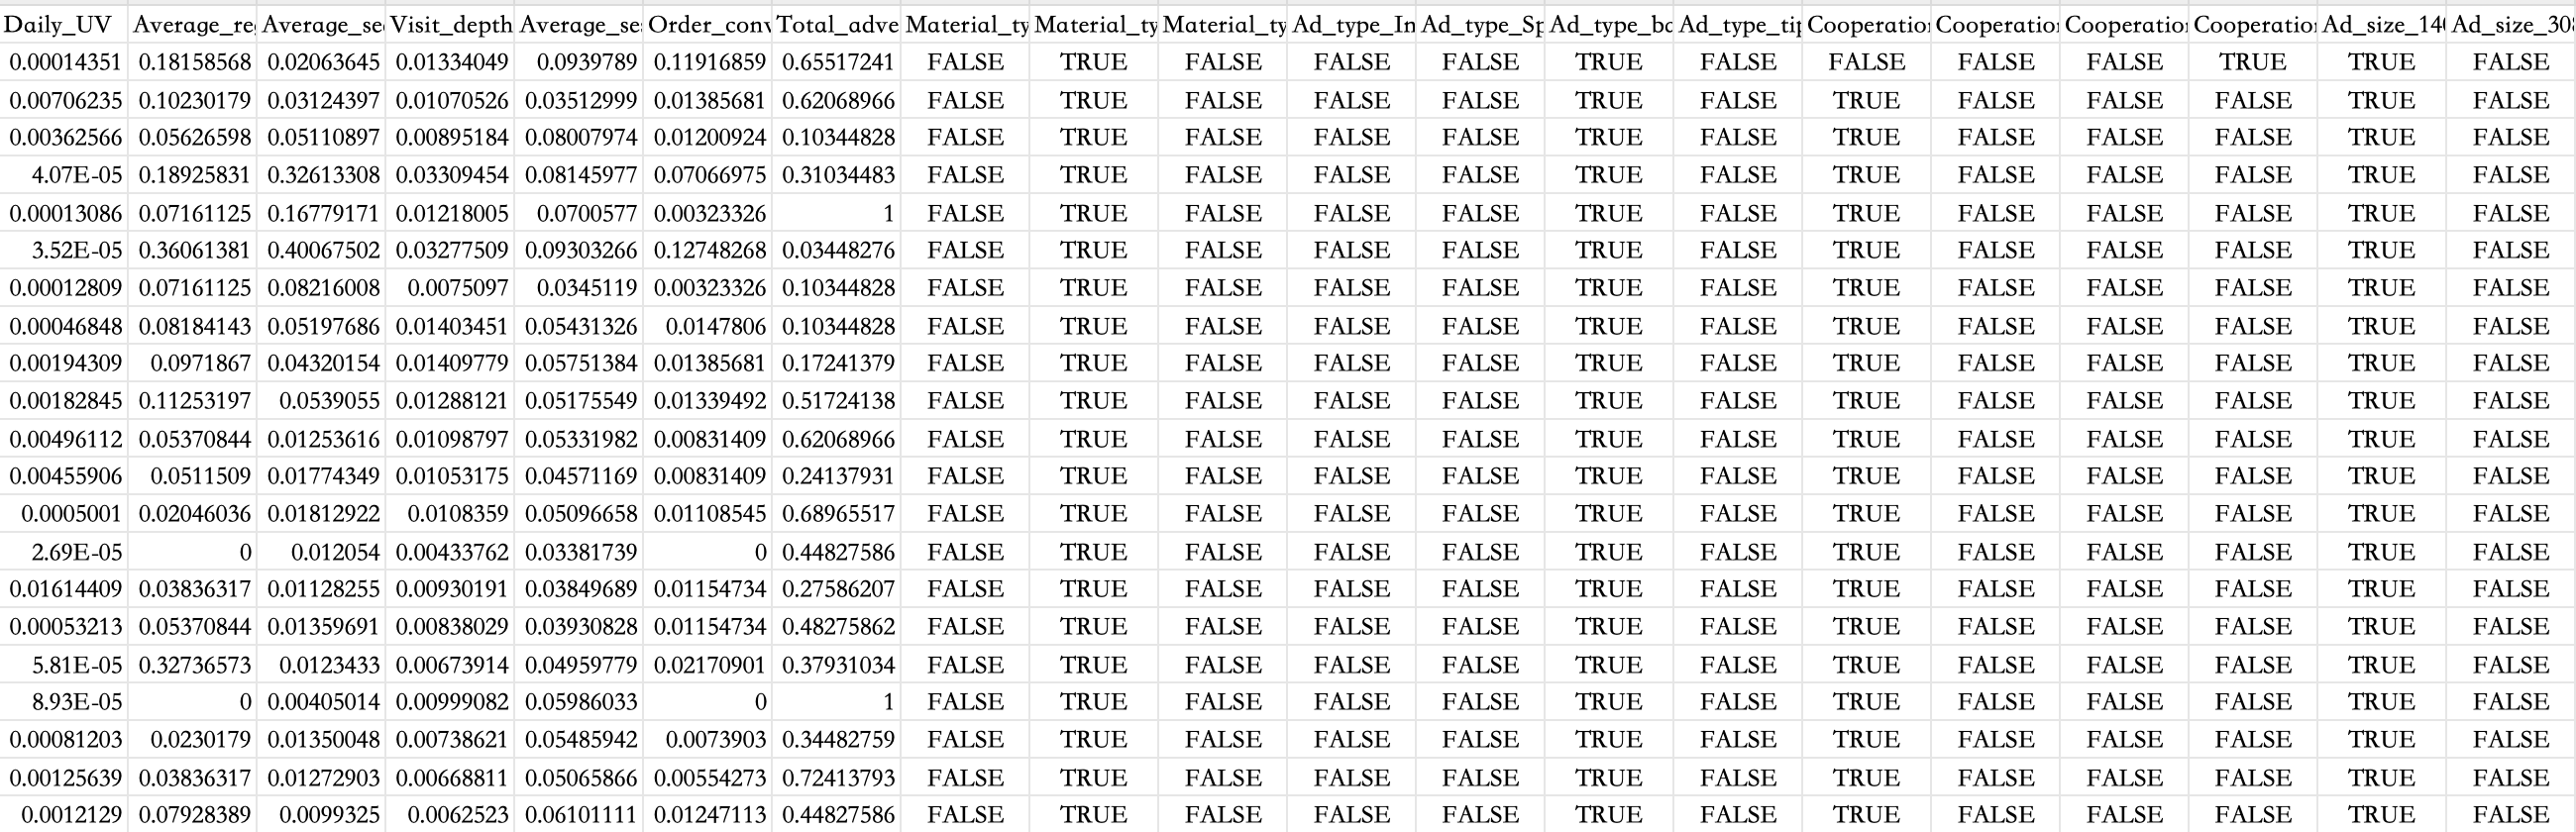 Daily_UV Average_re Average_se Visit_depth Average_se Order_conv Total_adve Material_ty Material_ty Material_ty Ad_type_In Ad_type_Sp Ad_type_ba Ad_type_tip Cooperation Cooperation Cooperation Cooperation Ad_size_140 Ad_size_308
0.00014351 0.18158568 0.02063645 0.01334049 0.0939789 0.11916859 0.65517241 FALSE TRUE FALSE FALSE FALSE TRUE FALSE FALSE FALSE FALSE TRUE TRUE FALSE
0.00706235 0.10230179 0.03124397 0.01070526 0.03512999 0.01385681 0.62068966 FALSE TRUE FALSE FALSE FALSE TRUE FALSE TRUE FALSE FALSE FALSE TRUE FALSE
0.00362566 0.05626598 0.05110897 0.00895184 0.08007974 0.01200924 0.10344828 FALSE TRUE FALSE FALSE FALSE TRUE FALSE TRUE FALSE FALSE FALSE TRUE FALSE
4.07E-05 0.18925831 0.32613308 0.03309454 0.08145977 0.07066975 0.31034483 FALSE TRUE FALSE FALSE FALSE TRUE FALSE TRUE FALSE FALSE FALSE TRUE FALSE
0.00013086 0.07161125 0.16779171 0.01218005 0.0700577 0.00323326 1 FALSE TRUE FALSE FALSE FALSE TRUE FALSE TRUE FALSE FALSE FALSE TRUE FALSE
3.52E-05 0.36061381 0.40067502 0.03277509 0.09303266 0.12748268 0.03448276 FALSE TRUE FALSE FALSE FALSE TRUE FALSE TRUE FALSE FALSE FALSE TRUE FALSE
0.00012809 0.07161125 0.08216008 0.0075097 0.0345119 0.00323326 0.10344828 FALSE TRUE FALSE FALSE FALSE TRUE FALSE TRUE FALSE FALSE FALSE TRUE FALSE
0.00046848 0.08184143 0.05197686 0.01403451 0.05431326 0.0147806 0.10344828 FALSE TRUE FALSE FALSE FALSE TRUE FALSE TRUE FALSE FALSE FALSE TRUE FALSE
0.00194309 0.0971867 0.04320154 0.01409779 0.05751384 0.01385681 0.17241379 FALSE TRUE FALSE FALSE FALSE TRUE FALSE TRUE FALSE FALSE FALSE TRUE FALSE
0.00182845 0.11253197 0.0539055 0.01288121 0.05175549 0.01339492 0.51724138 FALSE TRUE FALSE FALSE FALSE TRUE FALSE TRUE FALSE FALSE FALSE TRUE FALSE
0.00496112 0.05370844 0.01253616 0.01098797 0.05331982 0.00831409 0.62068966 FALSE TRUE FALSE FALSE FALSE TRUE FALSE TRUE FALSE FALSE FALSE TRUE FALSE
0.00455906 0.0511509 0.01774349 0.01053175 0.04571169 0.00831409 0.24137931 FALSE TRUE FALSE FALSE FALSE TRUE FALSE TRUE FALSE FALSE FALSE TRUE FALSE
0.0005001 0.02046036 0.01812922 0.0108359 0.05096658 0.01108545 0.68965517 FALSE TRUE FALSE FALSE FALSE TRUE FALSE TRUE FALSE FALSE FALSE TRUE FALSE
2.69E-05 0 0.012054 0.00433762 0.03381739 0 0.44827586 FALSE TRUE FALSE FALSE FALSE TRUE FALSE TRUE FALSE FALSE FALSE TRUE FALSE
0.01614409 0.03836317 0.01128255 0.00930191 0.03849689 0.01154734 0.27586207 FALSE TRUE FALSE FALSE FALSE TRUE FALSE TRUE FALSE FALSE FALSE TRUE FALSE
0.00053213 0.05370844 0.01359691 0.00838029 0.03930828 0.01154734 0.48275862 FALSE TRUE FALSE FALSE FALSE TRUE FALSE TRUE FALSE FALSE FALSE TRUE FALSE
5.81E-05 0.32736573 0.0123433 0.00673914 0.04959779 0.02170901 0.37931034 FALSE TRUE FALSE FALSE FALSE TRUE FALSE TRUE FALSE FALSE FALSE TRUE FALSE
8.93E-05 0 0.00405014 0.00999082 0.05986033 0 1 FALSE TRUE FALSE FALSE FALSE TRUE FALSE TRUE FALSE FALSE FALSE TRUE FALSE
0.00081203 0.0230179 0.01350048 0.00738621 0.05485942 0.0073903 0.34482759 FALSE TRUE FALSE FALSE FALSE TRUE FALSE TRUE FALSE FALSE FALSE TRUE FALSE
0.00125639 0.03836317 0.01272903 0.00668811 0.05065866 0.00554273 0.72413793 FALSE TRUE FALSE FALSE FALSE TRUE FALSE TRUE FALSE FALSE FALSE TRUE FALSE
0.0012129 0.07928389 0.0099325 0.0062523 0.06101111 0.01247113 0.44827586 FALSE TRUE FALSE FALSE FALSE TRUE FALSE TRUE FALSE FALSE FALSE TRUE FALSE